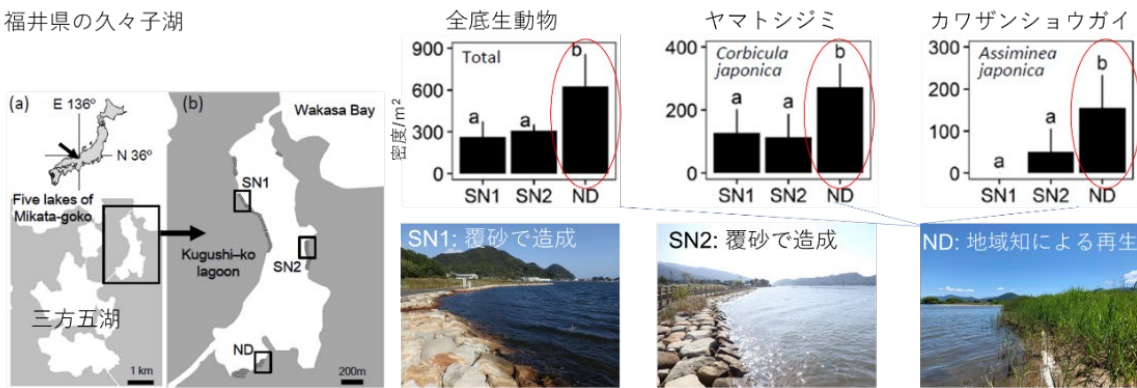 福井県の久々子湖
(a)
E 136°
N 36°
Five lakes of
Mikata-goko
三方五湖
1 km
(b)
Wakasa Bay
SN1
Kugushi–ko
lagoon
SN2
ND
200m
全底生動物
密度/m²
900
600
300
0
Total
a
a
b
SN1 SN2 ND
ヤマトシジミ
400
200
0
Corbicula
japonica
a
a
b
SN1 SN2 ND
カワザンショウガイ
300
200
100
0
Assiminea
japonica
a
a
b
SN1 SN2 ND
SN1: 覆砂で造成
SN2: 覆砂で造成
ND: 地域知による再生